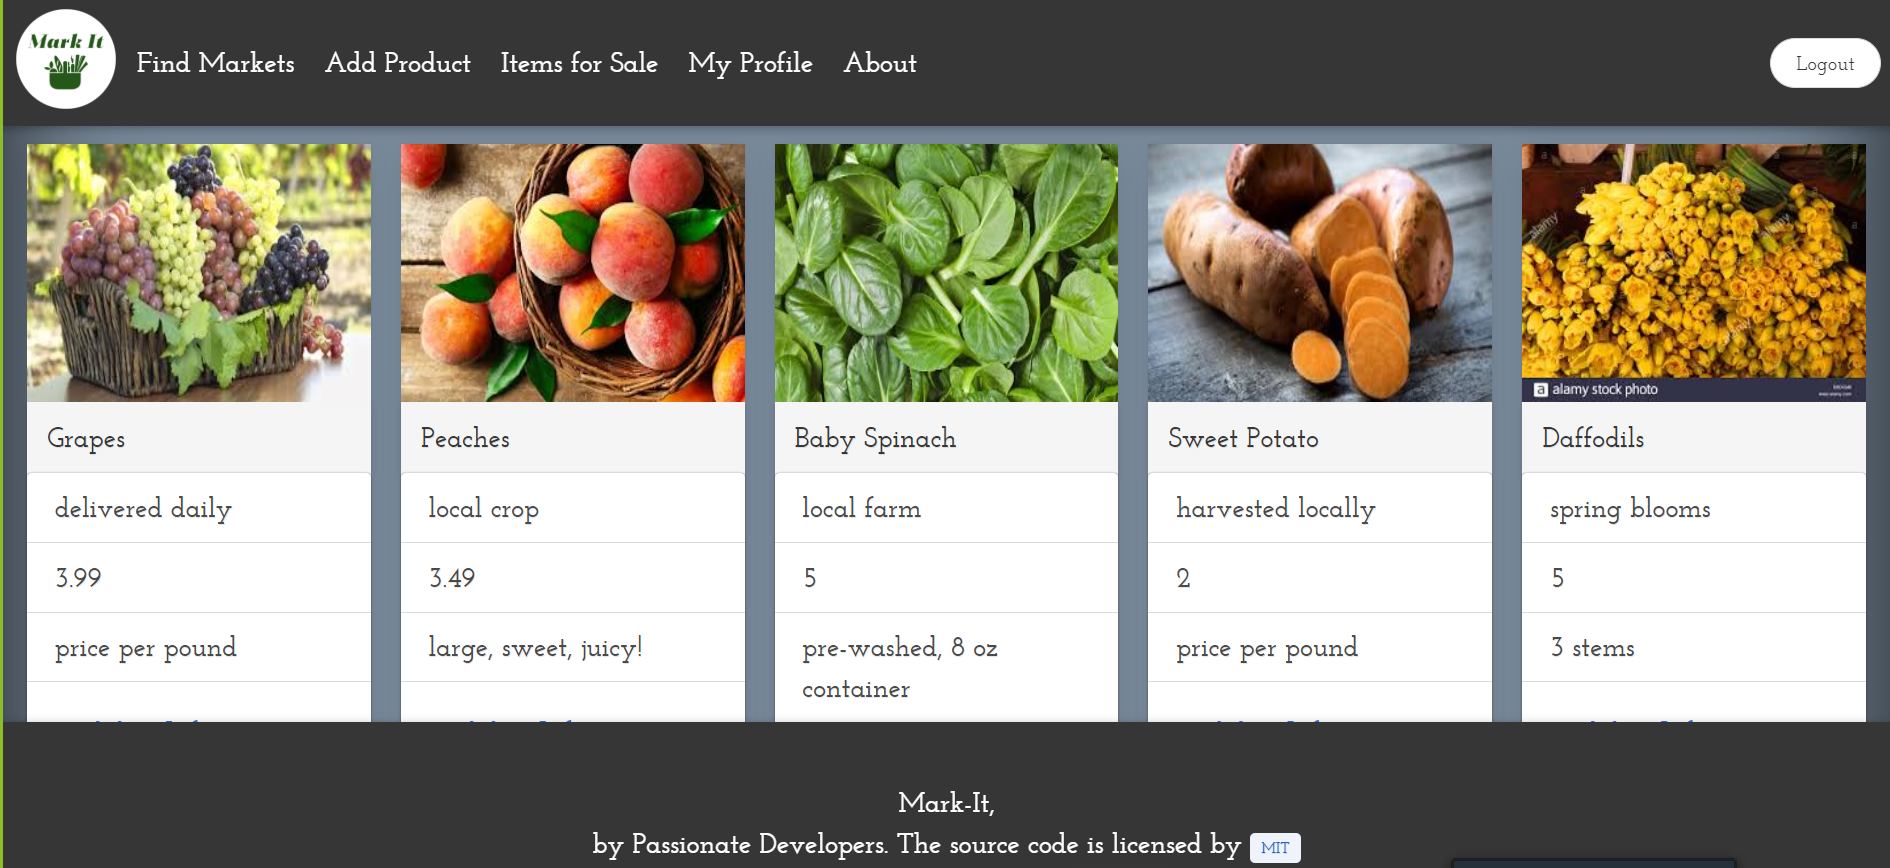 Mark It
Find Markets
Add Product
Items for Sale
My Profile
About
Logout
alamy
a alamy stock photo
Grapes
delivered daily
3.99
price per pound
Peaches
local crop
3.49
large, sweet, juicy!
Baby Spinach
local farm
5
pre-washed, 8 oz
container
Sweet Potato
harvested locally
2
price per pound
Daffodils
spring blooms
5
3 stems
Mark-It,
by Passionate Developers. The source code is licensed by MIT